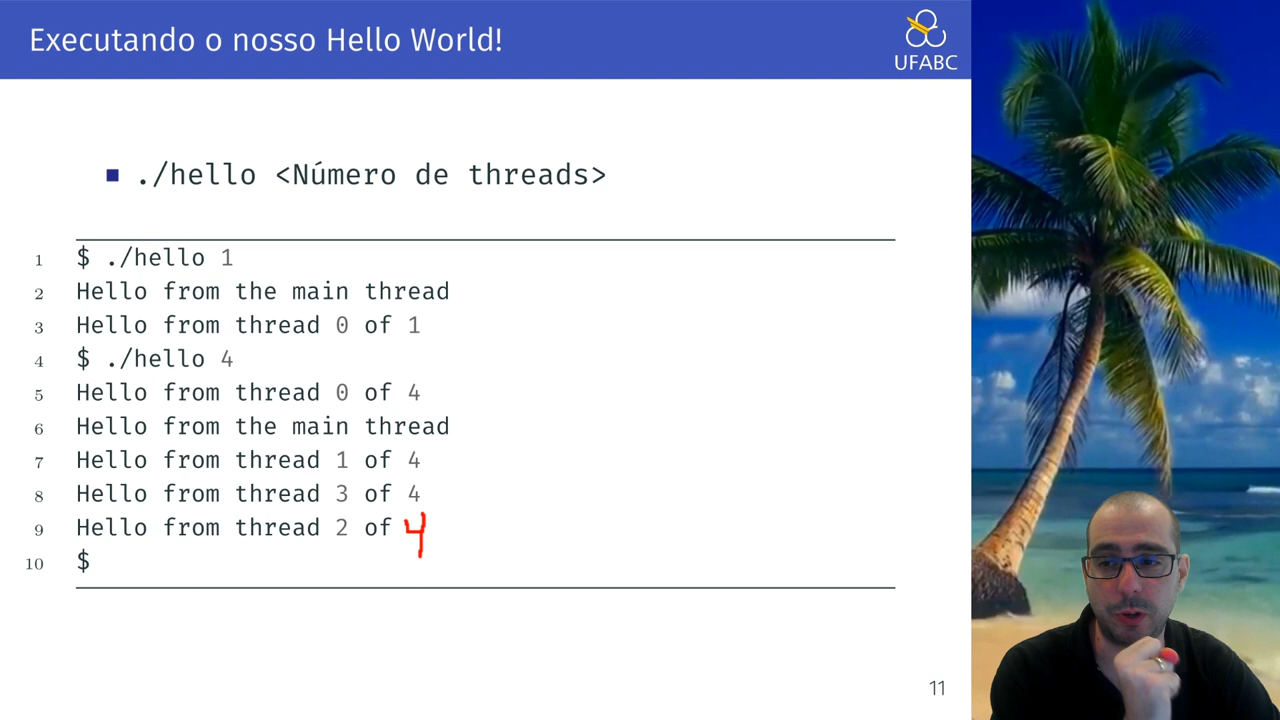 Executando o nosso Hello World!
UFABC
./hello <Número de threads>
1 $ ./hello 1
2 Hello from the main thread
3 Hello from thread 0 of 1
4 $ ./hello 4
5 Hello from thread 0 of 4
6 Hello from the main thread
7 Hello from thread 1 of 4
8 Hello from thread 3 of 4
9 Hello from thread 2 of 4
10 $
11